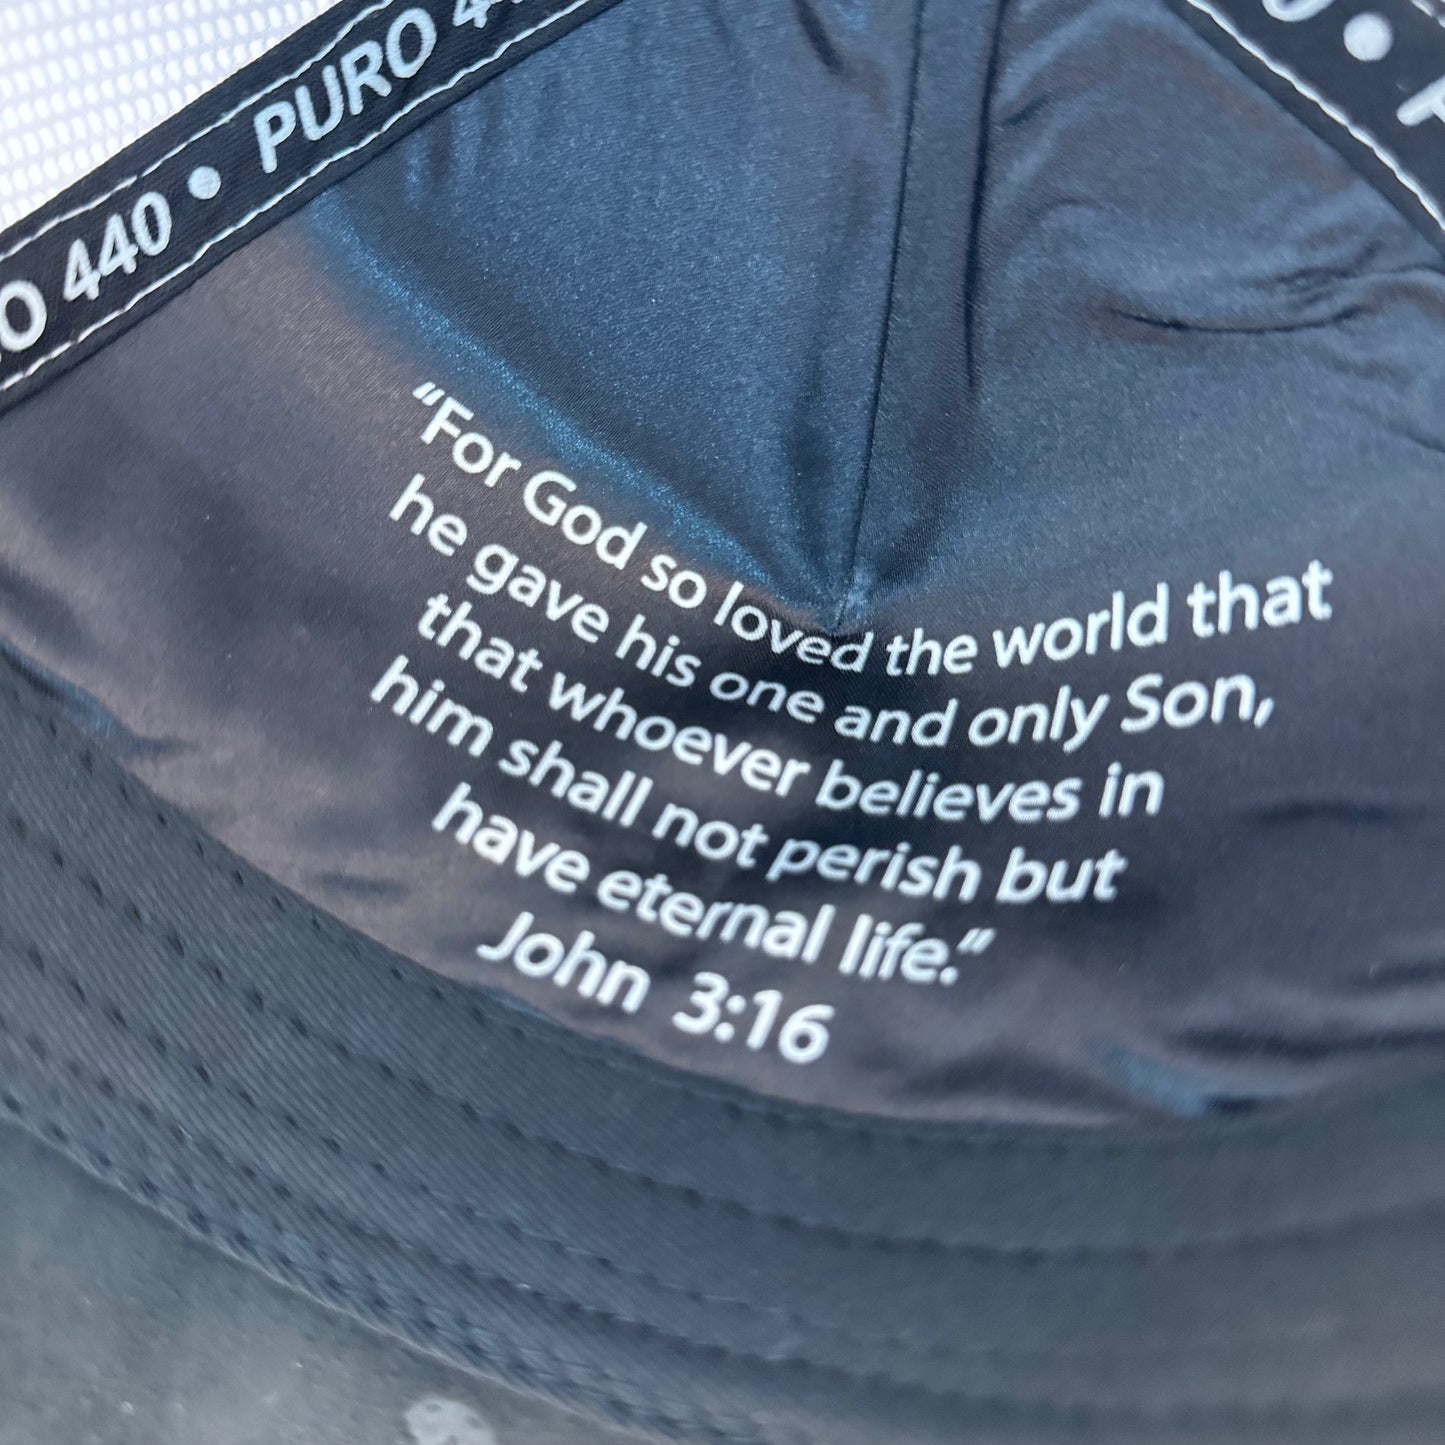 O 440 • PURO 44
“For God so loved the world that
he gave his one and only Son,
that whoever believes in
him shall not perish but
have eternal life.”
John 3:16